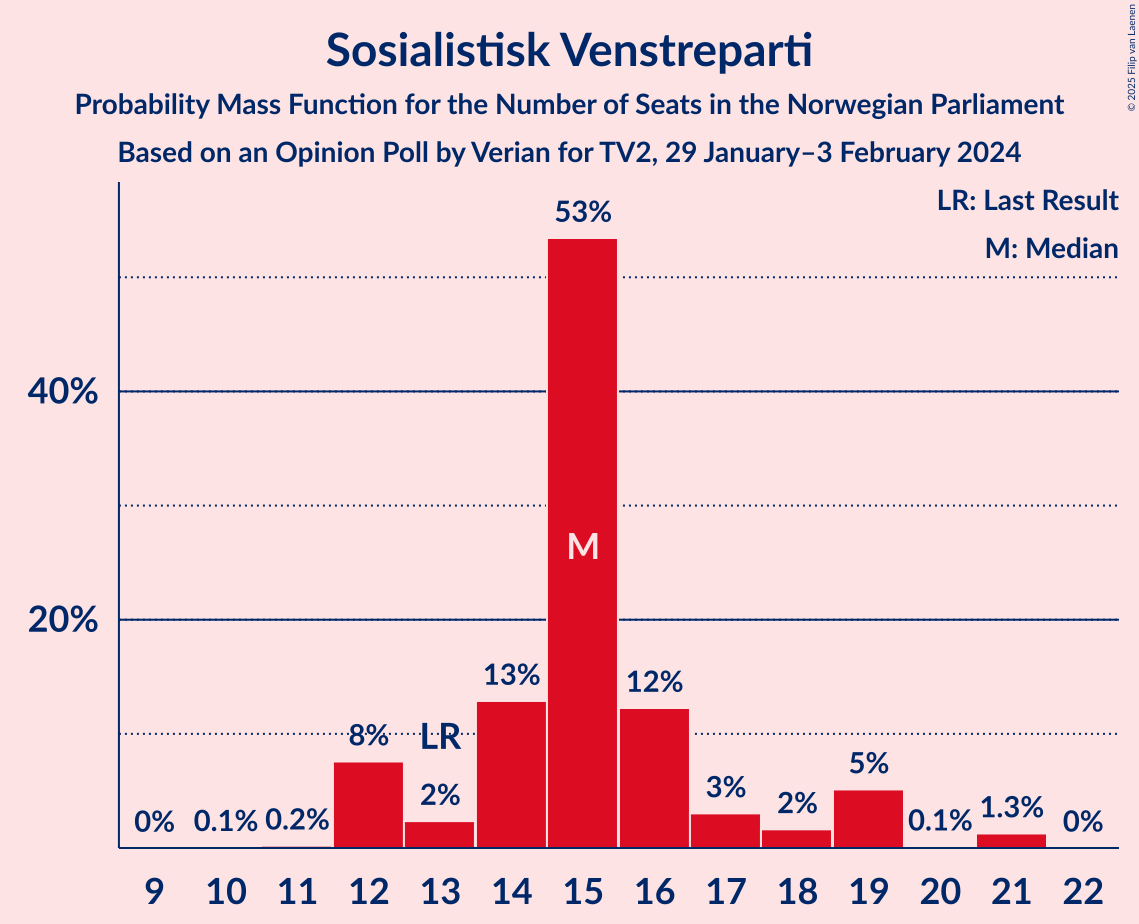 © 2025 Filip van Laenen
Sosialistisk Venstreparti
Probability Mass Function for the Number of Seats in the Norwegian Parliament
Based on an Opinion Poll by Verian for TV2, 29 January–3 February 2024
LR: Last Result
M: Median
40%
20%
0% 0.1% 0.2% 8% 2% 13% 53% 12% 3% 2% 5% 0.1% 1.3% 0%
LR
M
9 10 11 12 13 14 15 16 17 18 19 20 21 22